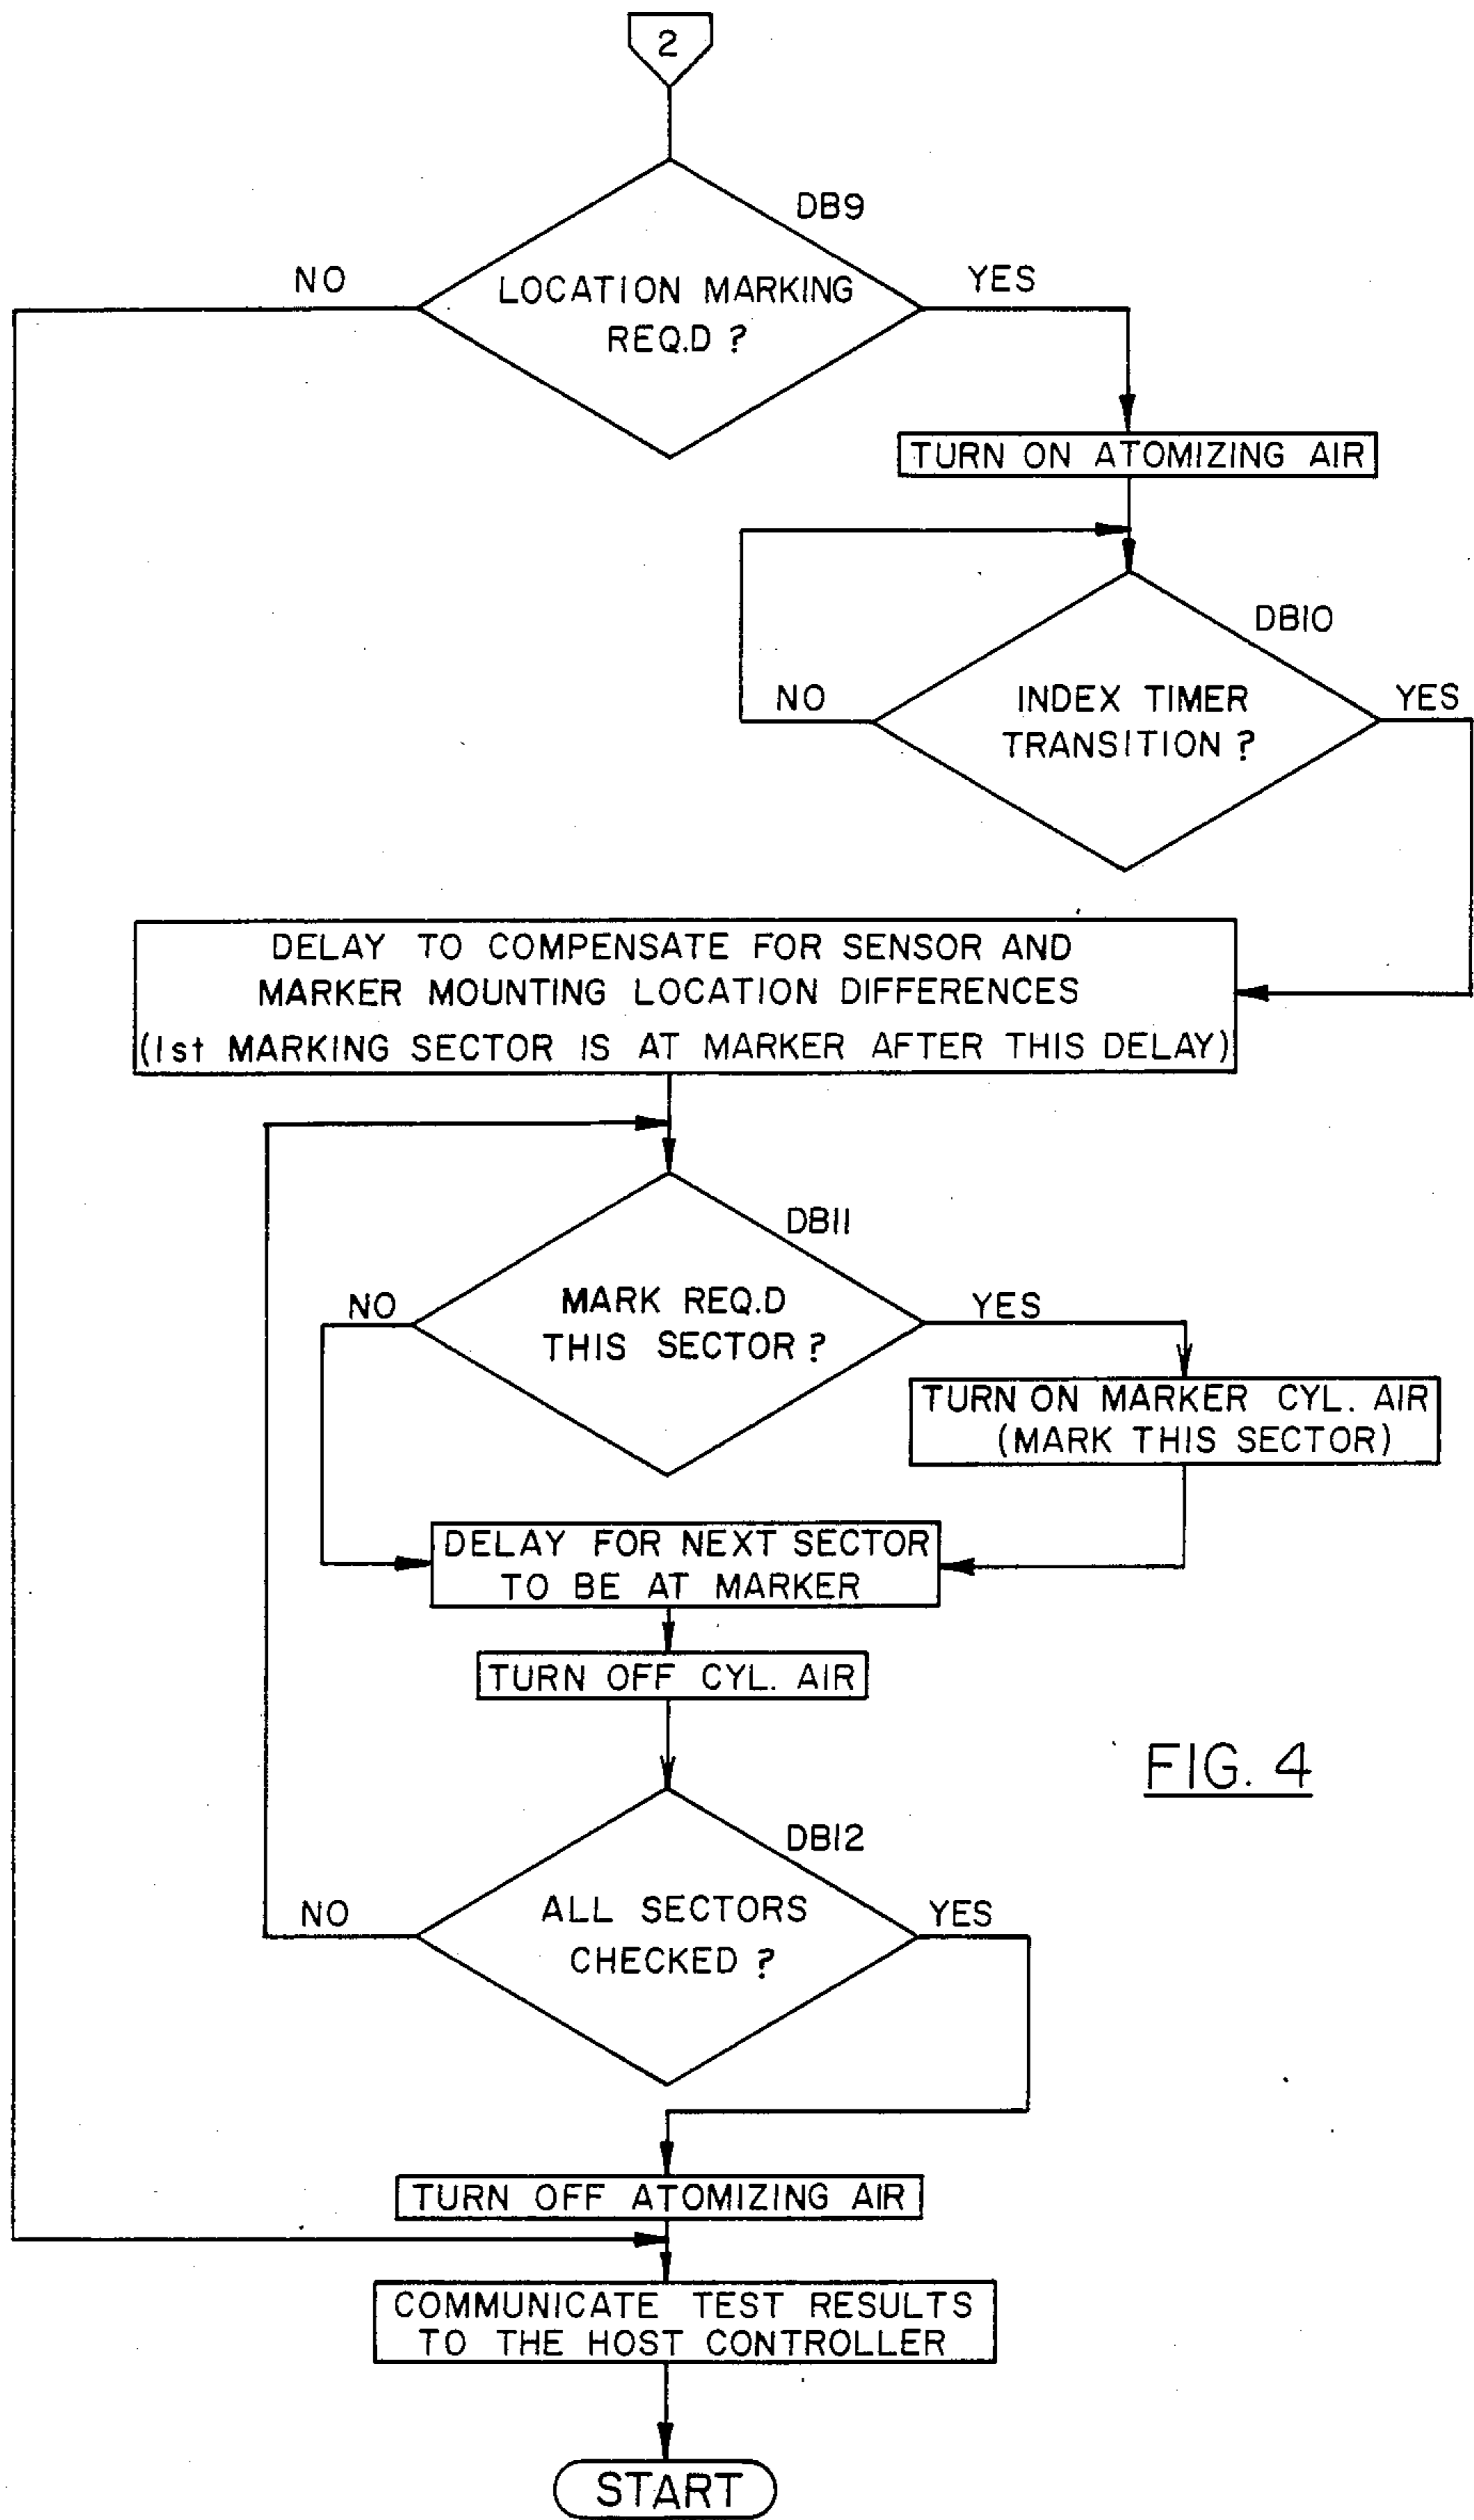 2
DB9
NO
YES
LOCATION MARKING
REQ.D ?
TURN ON ATOMIZING AIR
DB10
NO
INDEX TIMER
TRANSITION ?
YES
DELAY TO COMPENSATE FOR SENSOR AND
MARKER MOUNTING LOCATION DIFFERENCES
(1st MARKING SECTOR IS AT MARKER AFTER THIS DELAY)
DB11
NO
MARK REQ.D
THIS SECTOR ?
YES
TURN ON MARKER CYL. AIR
(MARK THIS SECTOR)
DELAY FOR NEXT SECTOR
TO BE AT MARKER
TURN OFF CYL. AIR
FIG. 4
DB12
NO
ALL SECTORS
CHECKED ?
YES
TURN OFF ATOMIZING AIR
COMMUNICATE TEST RESULTS
TO THE HOST CONTROLLER
START